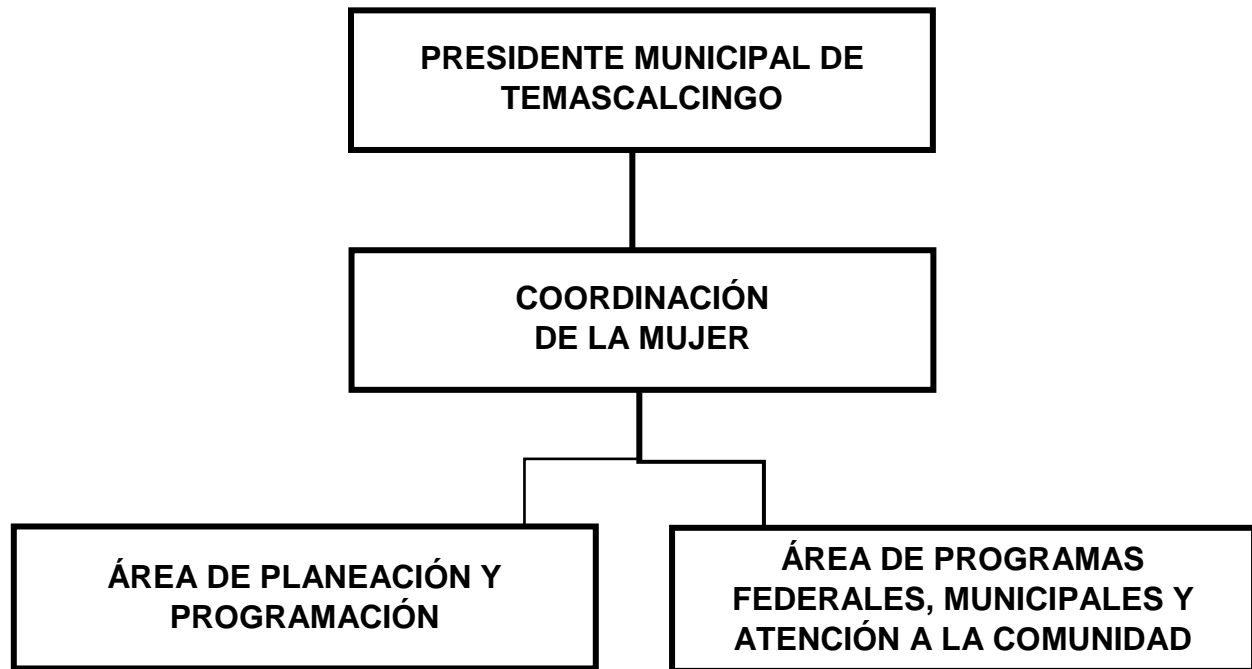 PRESIDENTE MUNICIPAL DE
TEMASCALCINGO
COORDINACIÓN
DE LA MUJER
ÁREA DE PLANEACIÓN Y
PROGRAMACIÓN
ÁREA DE PROGRAMAS
FEDERALES, MUNICIPALES Y
ATENCIÓN A LA COMUNIDAD